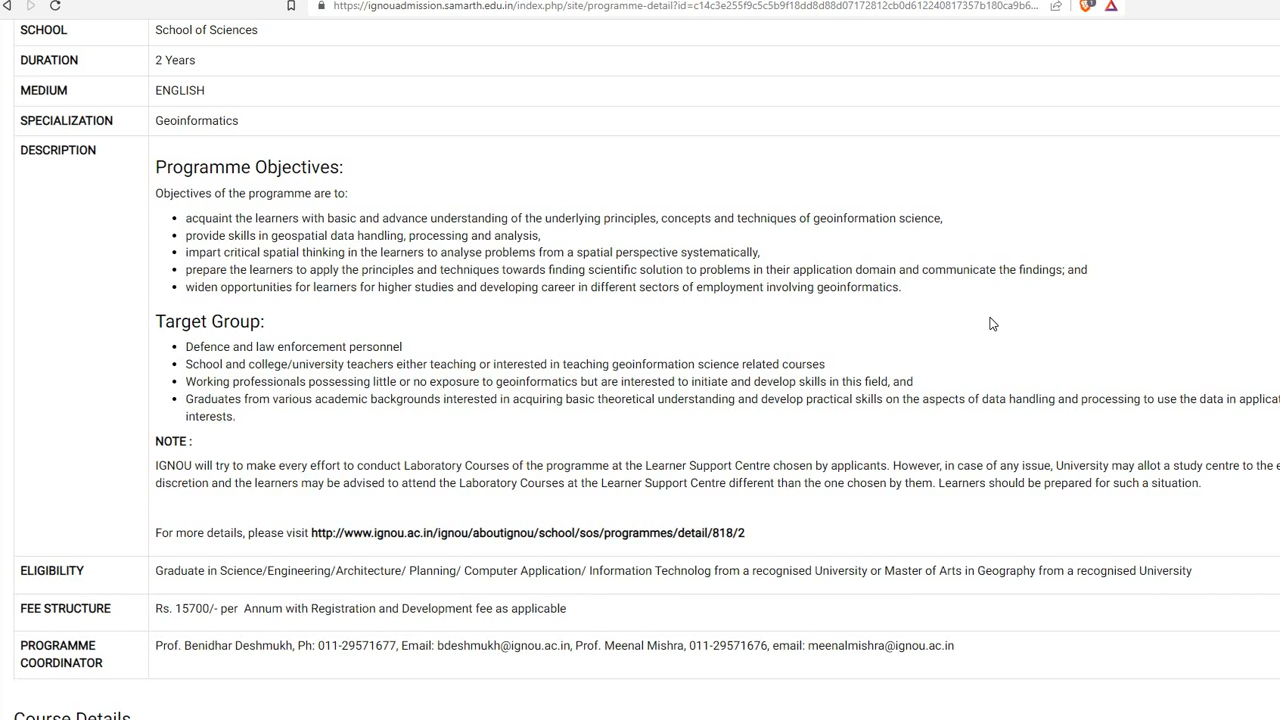 https://ignouadmission.samarth.edu.in/index.php/site/programme-detail?id=c14c3e255f9c5c5b9f18dd8d88d07172812cb0d612240817357b180ca9b6...
SCHOOL School of Sciences
DURATION 2 Years
MEDIUM ENGLISH
SPECIALIZATION Geoinformatics
DESCRIPTION
Programme Objectives:
Objectives of the programme are to:
• acquaint the learners with basic and advance understanding of the underlying principles, concepts and techniques of geoinformation science,
• provide skills in geospatial data handling, processing and analysis,
• impart critical spatial thinking in the learners to analyse problems from a spatial perspective systematically,
• prepare the learners to apply the principles and techniques towards finding scientific solution to problems in their application domain and communicate the findings; and
• widen opportunities for learners for higher studies and developing career in different sectors of employment involving geoinformatics.
Target Group:
• Defence and law enforcement personnel
• School and college/university teachers either teaching or interested in teaching geoinformation science related courses
• Working professionals possessing little or no exposure to geoinformatics but are interested to initiate and develop skills in this field, and
• Graduates from various academic backgrounds interested in acquiring basic theoretical understanding and develop practical skills on the aspects of data handling and processing to use the data in applicat
interests.
NOTE :
IGNOU will try to make every effort to conduct Laboratory Courses of the programme at the Learner Support Centre chosen by applicants. However, in case of any issue, University may allot a study centre to the e
discretion and the learners may be advised to attend the Laboratory Courses at the Learner Support Centre different than the one chosen by them. Learners should be prepared for such a situation.
For more details, please visit http://www.ignou.ac.in/ignou/aboutignou/school/sos/programmes/detail/818/2
ELIGIBILITY Graduate in Science/Engineering/Architecture/ Planning/ Computer Application/ Information Technolog from a recognised University or Master of Arts in Geography from a recognised University
FEE STRUCTURE Rs. 15700/- per Annum with Registration and Development fee as applicable
PROGRAMME COORDINATOR Prof. Benidhar Deshmukh, Ph: 011-29571677, Email: bdeshmukh@ignou.ac.in, Prof. Meenal Mishra, 011-29571676, email: meenalmishra@ignou.ac.in
Course Details